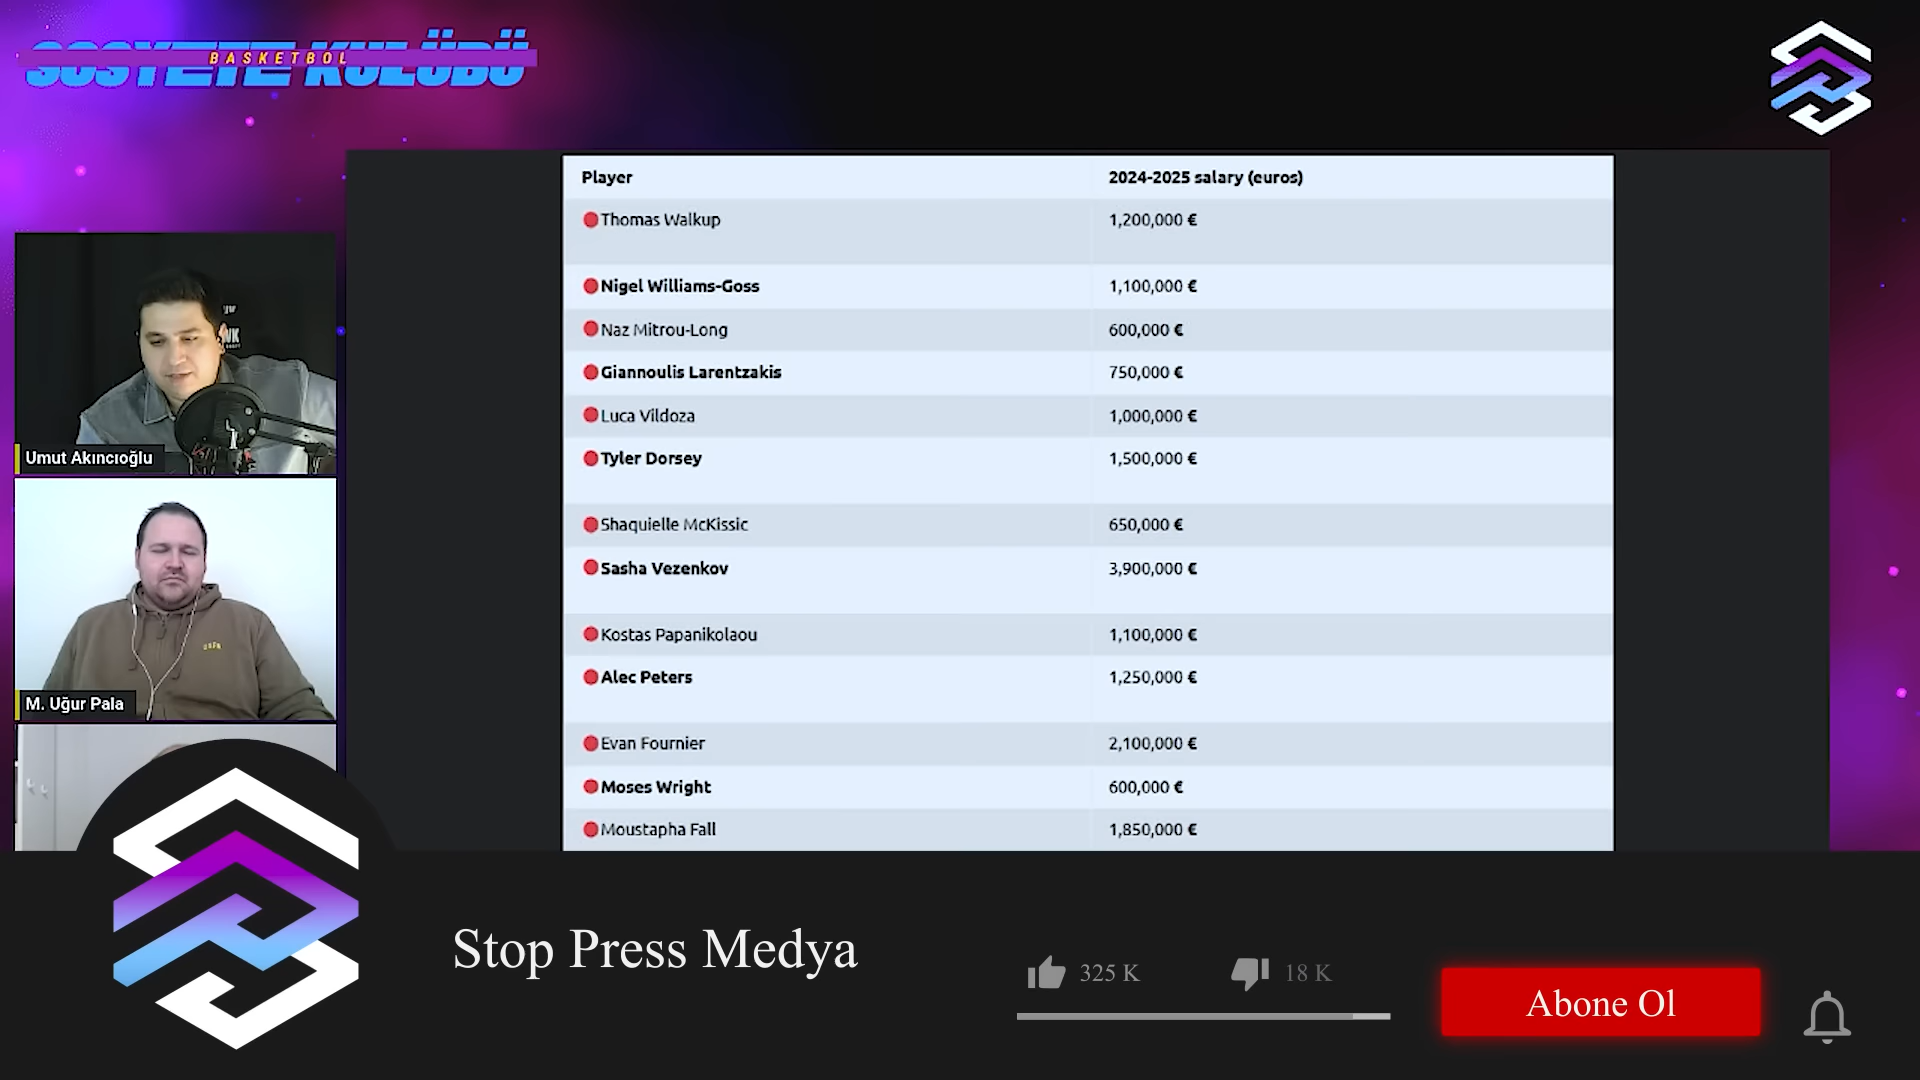 SOSYETE KULÜBÜ
BASKETBOL
Player 2024-2025 salary (euros)
Thomas Walkup 1,200,000 €
Nigel Williams-Goss 1,100,000 €
Naz Mitrou-Long 600,000 €
Giannoulis Larentzakis 750,000 €
Luca Vildoza 1,000,000 €
Tyler Dorsey 1,500,000 €
Shaquielle McKissic 650,000 €
Sasha Vezenkov 3,900,000 €
Kostas Papanikolaou 1,100,000 €
Alec Peters 1,250,000 €
Evan Fournier 2,100,000 €
Moses Wright 600,000 €
Moustapha Fall 1,850,000 €
Umut Akıncıoğlu
M. Uğur Pala
Stop Press Medya
325 K
18 K
Abone Ol